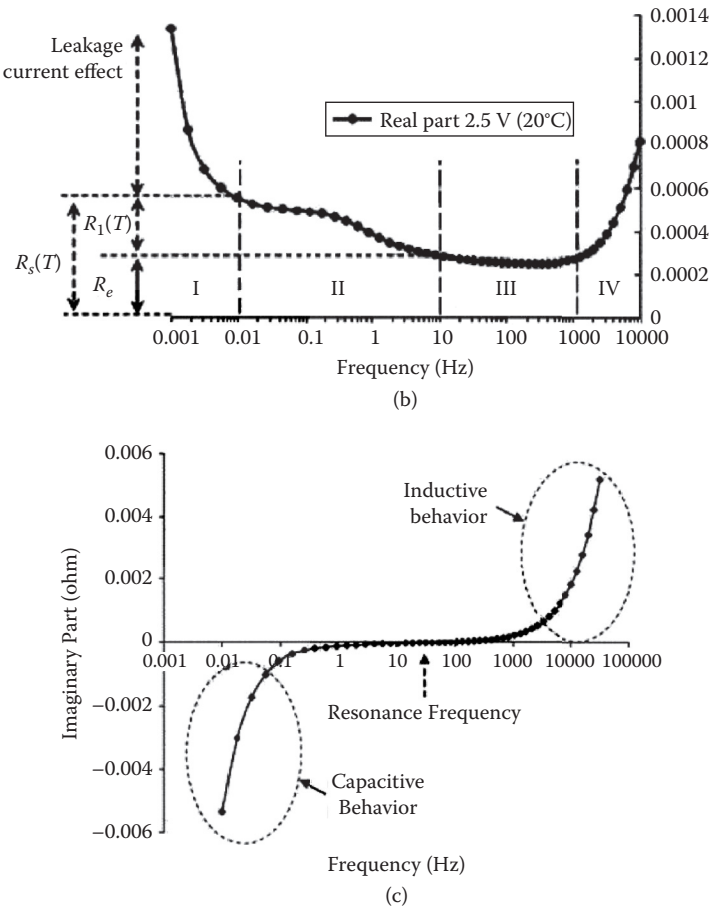 Leakage
current effect
Real part 2.5 V (20°C)
R1(T)
Rs(T)
Re
I
II
III
IV
0.0014
0.0012
0.001
0.0008
0.0006
0.0004
0.0002
0
0.001
0.01
0.1
1
10
100
1000
10000
Frequency (Hz)
(b)
0.006
0.004
0.002
0
−0.002
−0.004
−0.006
Imaginary Part (ohm)
Inductive
behavior
0.001
0.01
0.1
1
10
100
1000
10000
100000
Resonance Frequency
Capacitive
Behavior
Frequency (Hz)
(c)